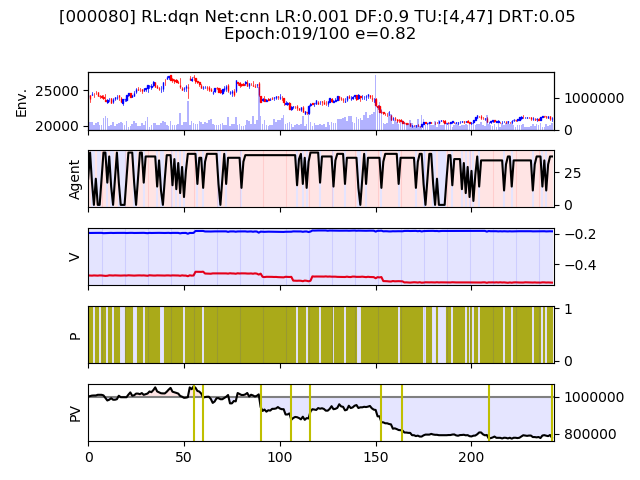 [000080] RL:dqn Net:cnn LR:0.001 DF:0.9 TU:[4,47] DRT:0.05
Epoch:019/100 e=0.82
Env.
25000
20000
1000000
0
Agent
25
0
V
−0.2
−0.4
P
1
0
PV
1000000
800000
0 50 100 150 200